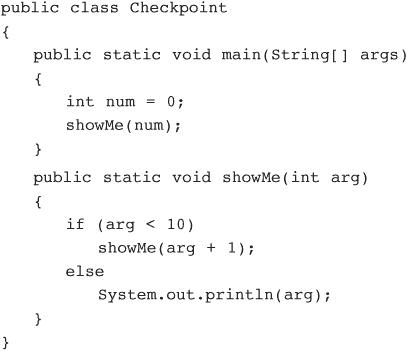 public class Checkpoint
{
public static void main(String[] args)
{
int num = 0;
showMe(num);
}
public static void showMe(int arg)
{
if (arg < 10)
showMe(arg + 1);
else
System.out.println(arg);
}
}